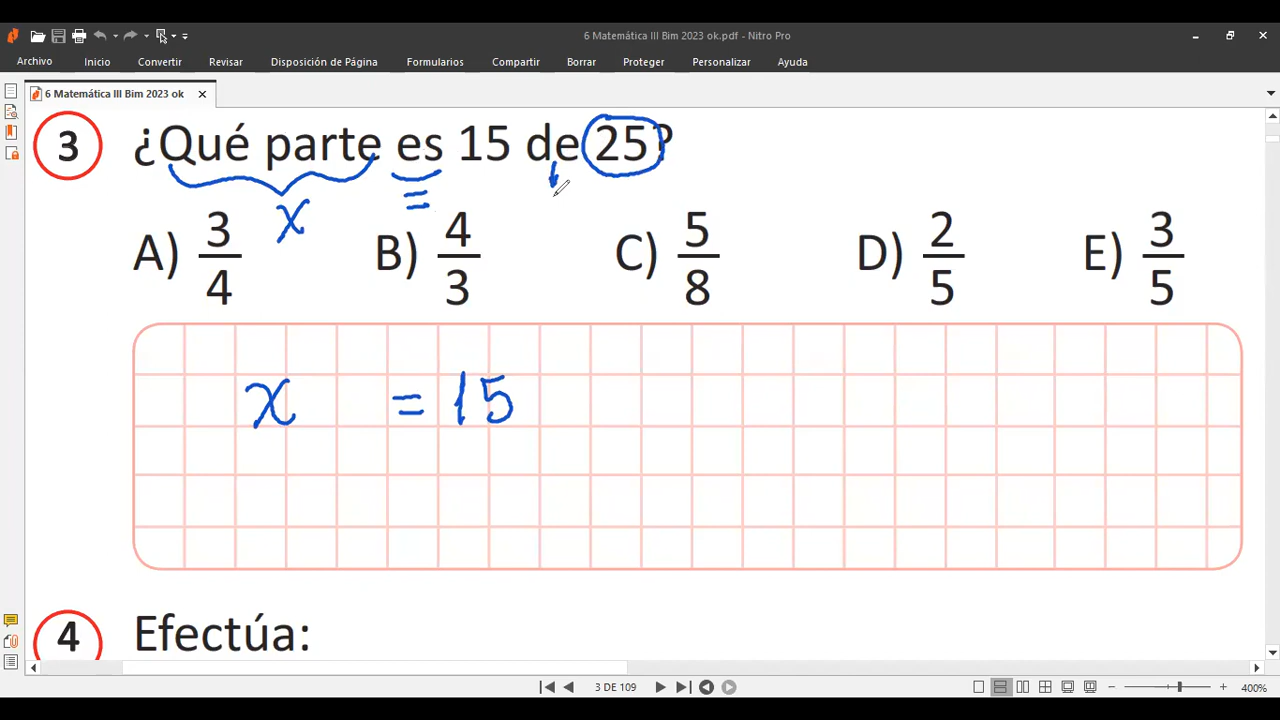 6 Matemática III Bim 2023 ok.pdf - Nitro Pro
Archivo Inicio Convertir Revisar Disposición de Página Formularios Compartir Borrar Proteger Personalizar Ayuda
6 Matemática III Bim 2023 ok
3 ¿Qué parte es 15 de 25?
x =
A) 3/4 B) 4/3 C) 5/8 D) 2/5 E) 3/5
x = 15
4 Efectúa:
3 DE 109 400%